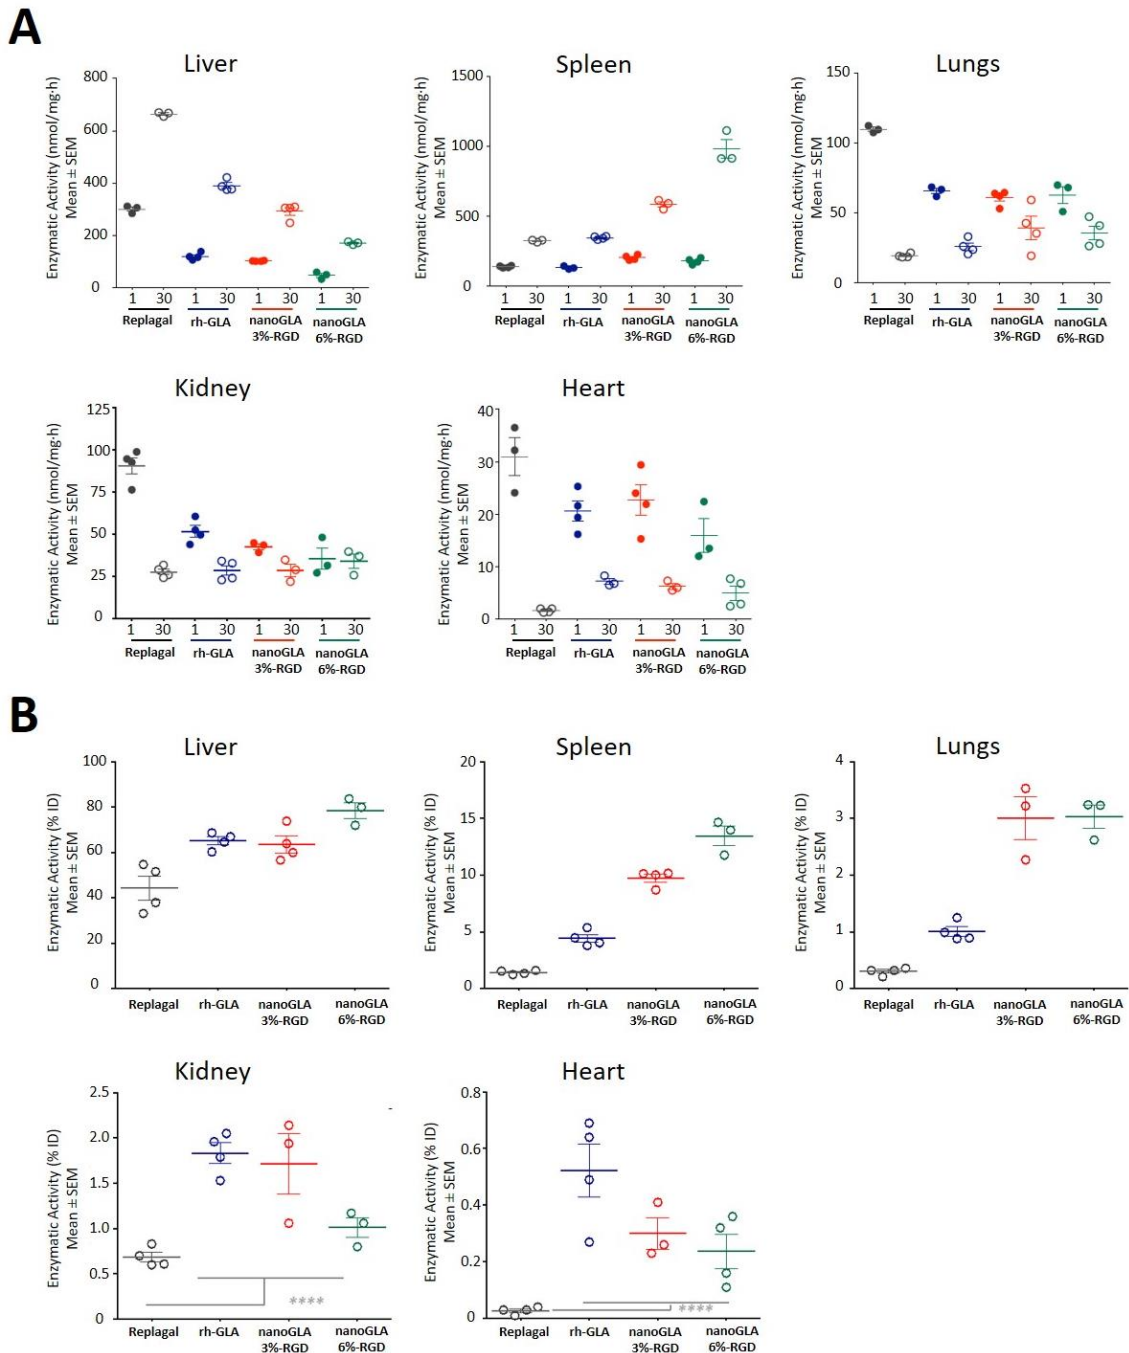 A
Liver
Enzymatic Activity (nmol/mg·h)
Mean ± SEM
800
600
400
200
0
1 30 1 30 1 30 1 30
Replagal rh-GLA nanoGLA nanoGLA
3%-RGD 6%-RGD
Spleen
Enzymatic Activity (nmol/mg·h)
Mean ± SEM
1500
1000
500
0
1 30 1 30 1 30 1 30
Replagal rh-GLA nanoGLA nanoGLA
3%-RGD 6%-RGD
Lungs
Enzymatic Activity (nmol/mg·h)
Mean ± SEM
150
100
50
0
1 30 1 30 1 30 1 30
Replagal rh-GLA nanoGLA nanoGLA
3%-RGD 6%-RGD
Kidney
Enzymatic Activity (nmol/mg·h)
Mean ± SEM
125
100
75
50
25
0
1 30 1 30 1 30 1 30
Replagal rh-GLA nanoGLA nanoGLA
3%-RGD 6%-RGD
Heart
Enzymatic Activity (nmol/mg·h)
Mean ± SEM
40
30
20
10
0
1 30 1 30 1 30 1 30
Replagal rh-GLA nanoGLA nanoGLA
3%-RGD 6%-RGD
B
Liver
Enzymatic Activity (% ID)
Mean ± SEM
100
80
60
40
20
0
Replagal rh-GLA nanoGLA nanoGLA
3%-RGD 6%-RGD
Spleen
Enzymatic Activity (% ID)
Mean ± SEM
20
15
10
5
0
Replagal rh-GLA nanoGLA nanoGLA
3%-RGD 6%-RGD
Lungs
Enzymatic Activity (% ID)
Mean ± SEM
4
3
2
1
0
Replagal rh-GLA nanoGLA nanoGLA
3%-RGD 6%-RGD
Kidney
Enzymatic Activity (% ID)
Mean ± SEM
2.5
2.0
1.5
1.0
0.5
0
****
Replagal rh-GLA nanoGLA nanoGLA
3%-RGD 6%-RGD
Heart
Enzymatic Activity (% ID)
Mean ± SEM
0.8
0.6
0.4
0.2
0
****
Replagal rh-GLA nanoGLA nanoGLA
3%-RGD 6%-RGD